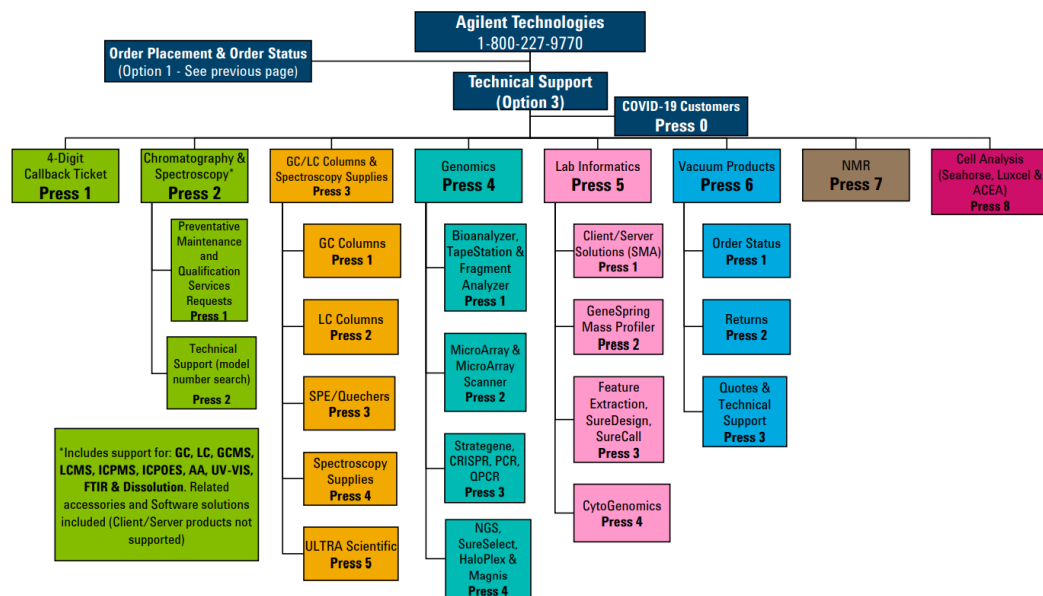 Agilent Technologies
1-800-227-9770
Order Placement & Order Status
(Option 1 - See previous page)
Technical Support
(Option 3)
COVID-19 Customers
Press 0
4-Digit
Callback Ticket
Press 1
Chromatography &
Spectroscopy*
Press 2
GC/LC Columns &
Spectroscopy Supplies
Press 3
Genomics
Press 4
Lab Informatics
Press 5
Vacuum Products
Press 6
NMR
Press 7
Cell Analysis
(Seahorse, Luxcel &
ACEA)
Press 8
Preventative
Maintenance
and
Qualification
Services
Requests
Press 1
Technical
Support (model
number search)
Press 2
*Includes support for: GC, LC, GCMS,
LCMS, ICPMS, ICPOES, AA, UV-VIS,
FTIR & Dissolution. Related
accessories and Software solutions
included (Client/Server products not
supported)
GC Columns
Press 1
LC Columns
Press 2
SPE/Quechers
Press 3
Spectroscopy
Supplies
Press 4
ULTRA Scientific
Press 5
Bioanalyzer,
TapeStation &
Fragment
Analyzer
Press 1
MicroArray &
MicroArray
Scanner
Press 2
Strategene,
CRISPR, PCR,
QPCR
Press 3
NGS,
SureSelect,
HaloPlex &
Magnis
Press 4
Client/Server
Solutions (SMA)
Press 1
GeneSpring
Mass Profiler
Press 2
Feature
Extraction,
SureDesign,
SureCall
Press 3
CytoGenomics
Press 4
Order Status
Press 1
Returns
Press 2
Quotes &
Technical
Support
Press 3